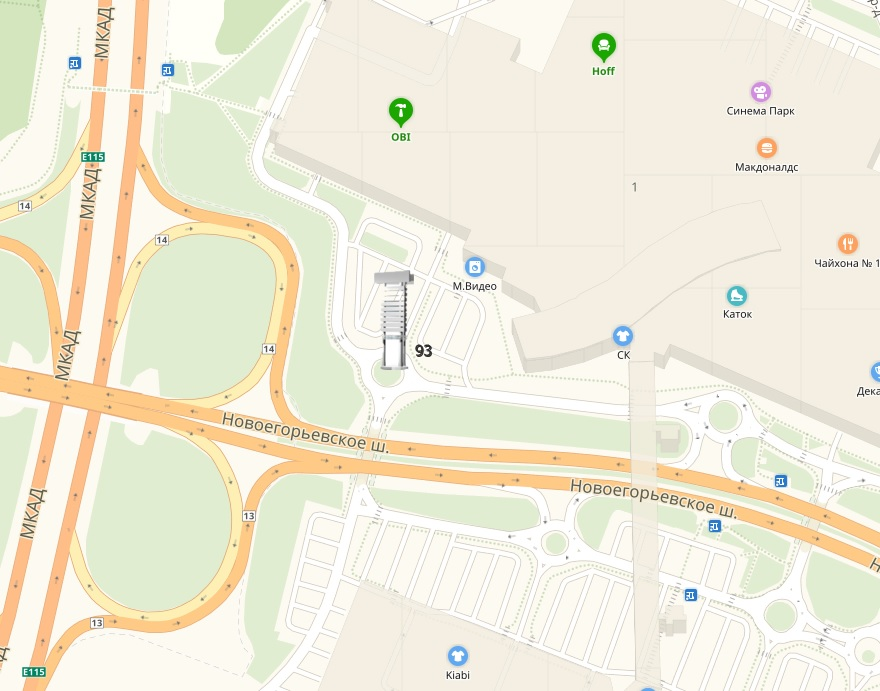 МКАД
Hoff
Синема Парк
OBI
E115
Макдоналдс
1
МКАД
14
14
Чайхона № 1
М.Видео
Каток
СК
МКАД
14
93
Дека
Новоегорьевское ш.
Новоегорьевское ш.
МКАД
13
Н
13
E115
Kiabi